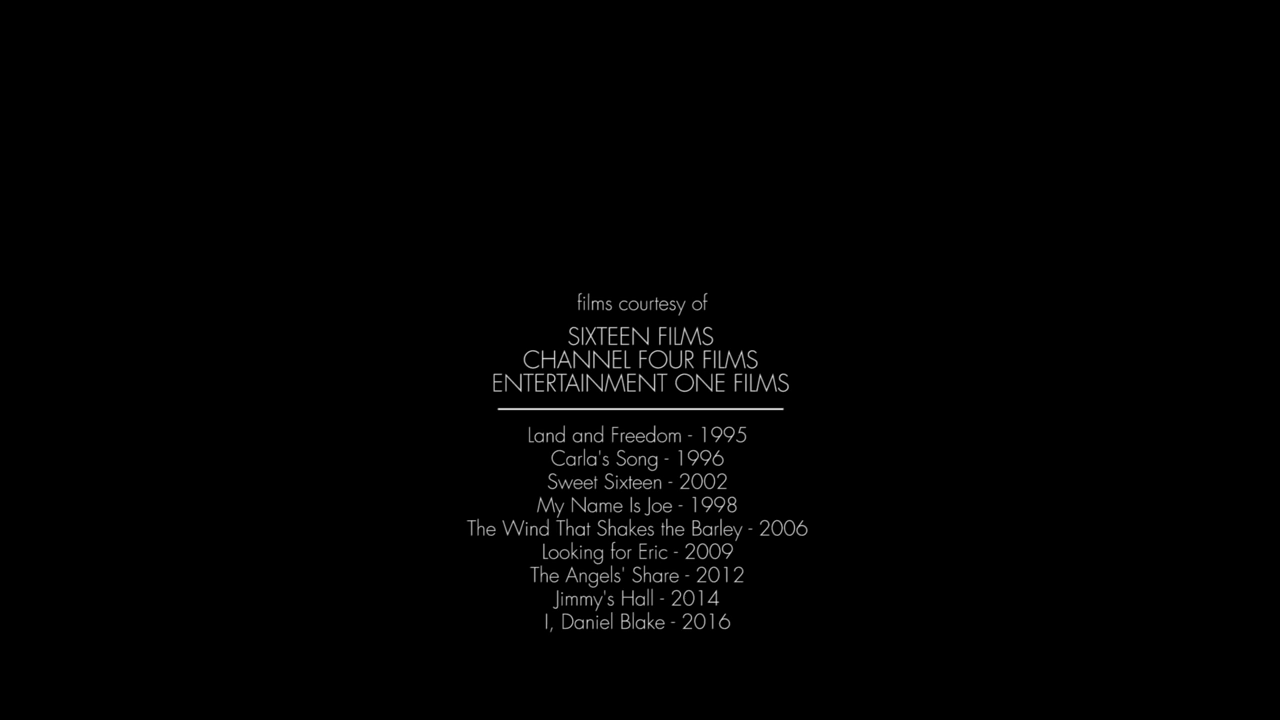 films courtesy of
SIXTEEN FILMS
CHANNEL FOUR FILMS
ENTERTAINMENT ONE FILMS
Land and Freedom - 1995
Carla's Song - 1996
Sweet Sixteen - 2002
My Name Is Joe - 1998
The Wind That Shakes the Barley - 2006
Looking for Eric - 2009
The Angels' Share - 2012
Jimmy's Hall - 2014
I, Daniel Blake - 2016